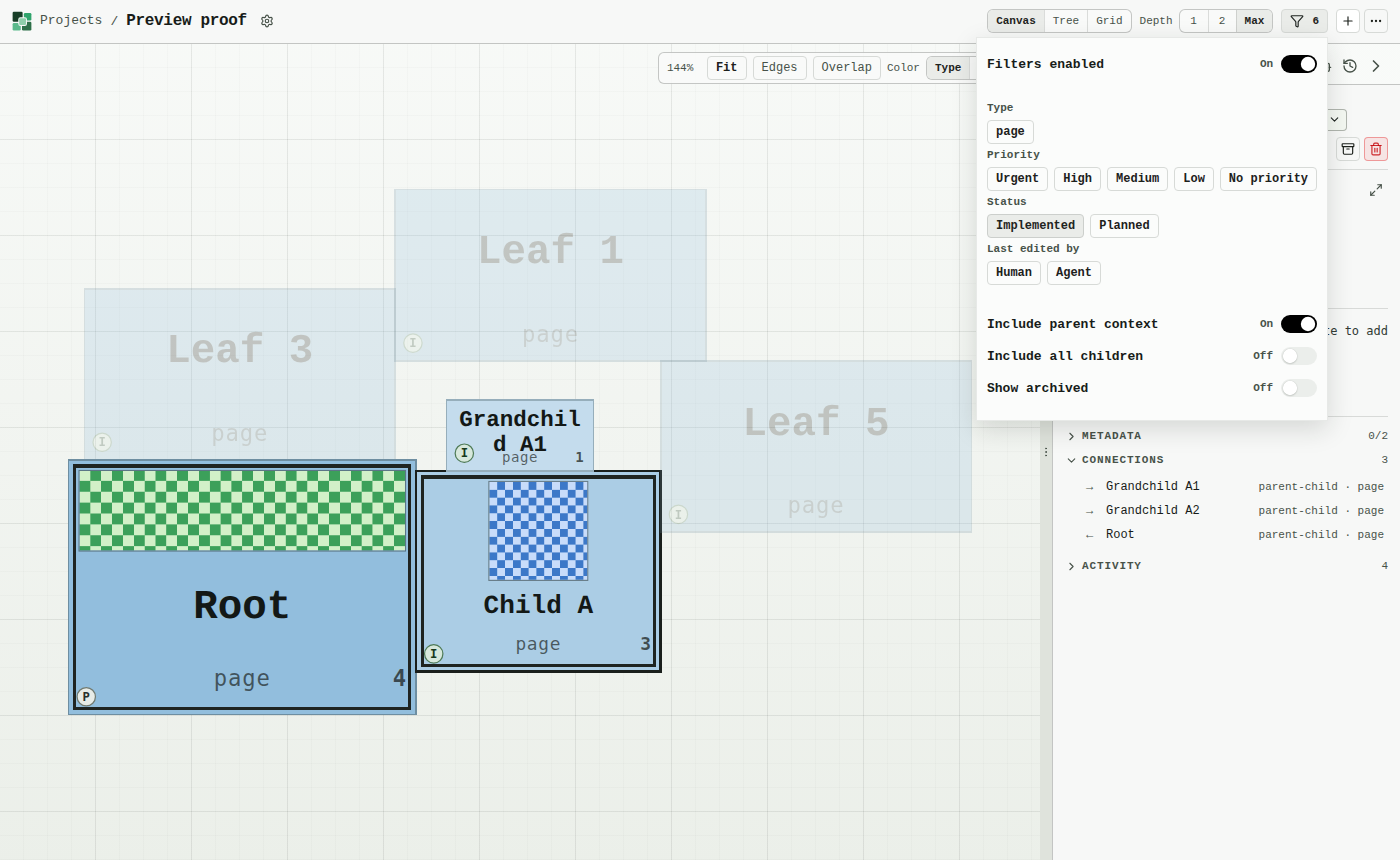 Projects / Preview proof
Canvas Tree Grid Depth 1 2 Max 6
144% Fit Edges Overlap Color Type
Filters enabled On
Type
page
Priority
Urgent High Medium Low No priority
Status
Implemented Planned
Last edited by
Human Agent
Include parent context On
Include all children Off
Show archived Off
Leaf 1
page
I
Leaf 3
page
I
Leaf 5
page
I
Grandchil
d A1
I page 1
Root
page 4
P
Child A
page 3
I
to add
METADATA 0/2
CONNECTIONS 3
→ Grandchild A1 parent-child · page
→ Grandchild A2 parent-child · page
← Root parent-child · page
ACTIVITY 4